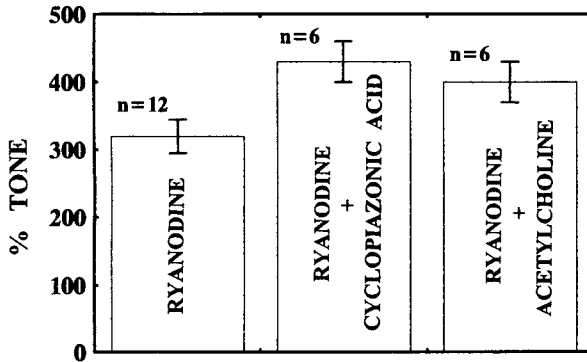 500
400
300
200
100
0
% TONE
n=12
RYANODINE
n=6
RYANODINE
+
CYCLOPIAZONIC ACID
n=6
RYANODINE
+
ACETYLCHOLINE